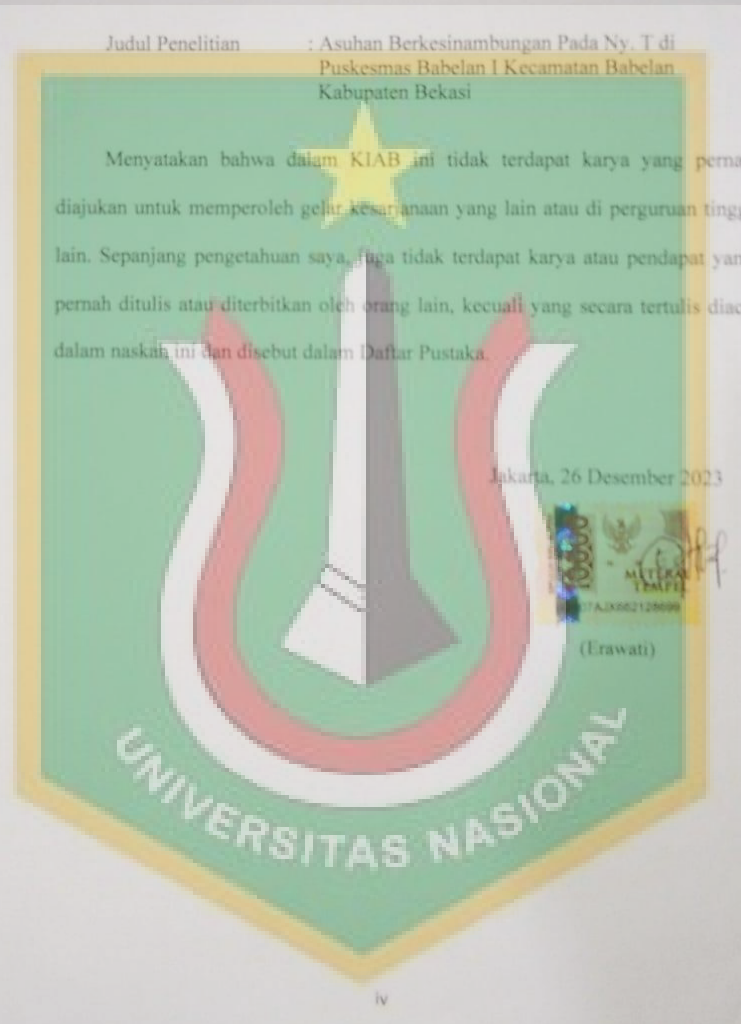 Judul Penelitian : Asuhan Berkesinambungan Pada Ny. T di
Puskesmas Babelan I Kecamatan Babelan
Kabupaten Bekasi
Menyatakan bahwa dalam KIAB ini tidak terdapat karya yang perna
diajukan untuk memperoleh gelar kesarjanaan yang lain atau di perguruan tingg
lain. Sepanjang pengetahuan saya, juga tidak terdapat karya atau pendapat yan
pernah ditulis atau diterbitkan oleh orang lain, kecuali yang secara tertulis diac
dalam naskah ini dan disebut dalam Daftar Pustaka.
Jakarta, 26 Desember 2023
10000
METERAI
TEMPEL
(Erawati)
UNIVERSITAS NASIONAL
iv